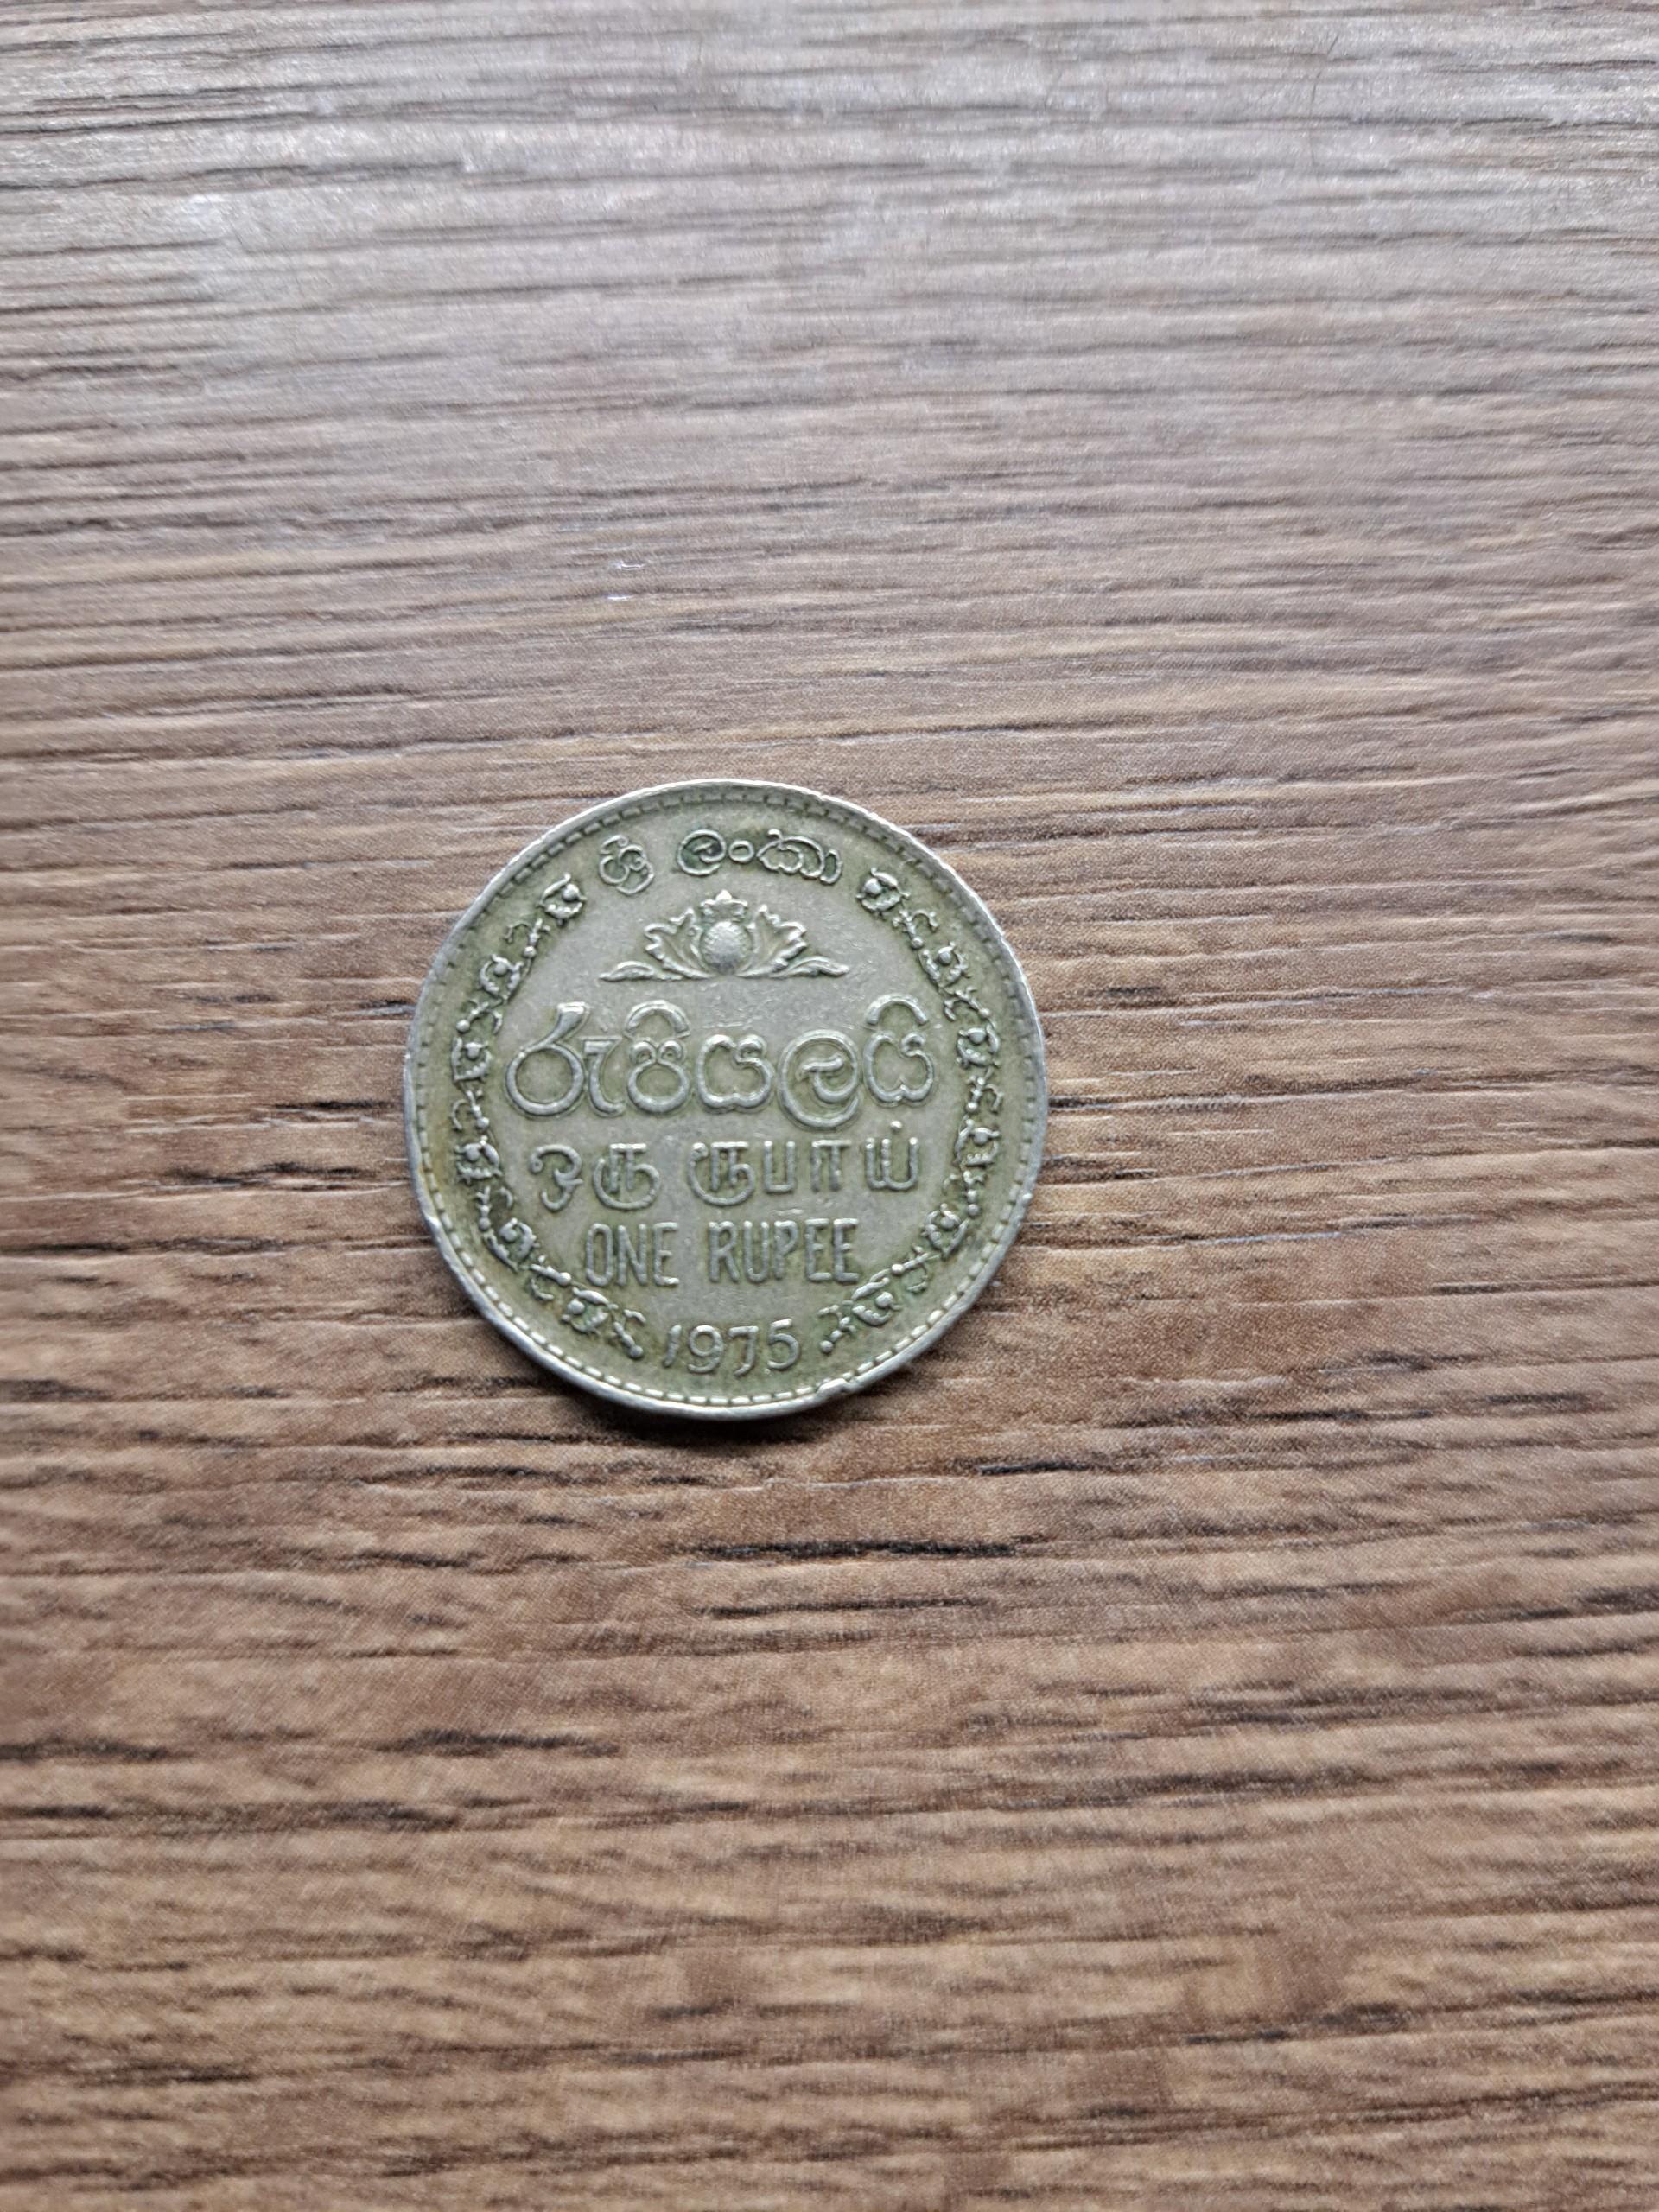 ශ්‍රී ලංකා
රුපියලයි
ஒரு ரூபாய்
ONE RUPEE
1975